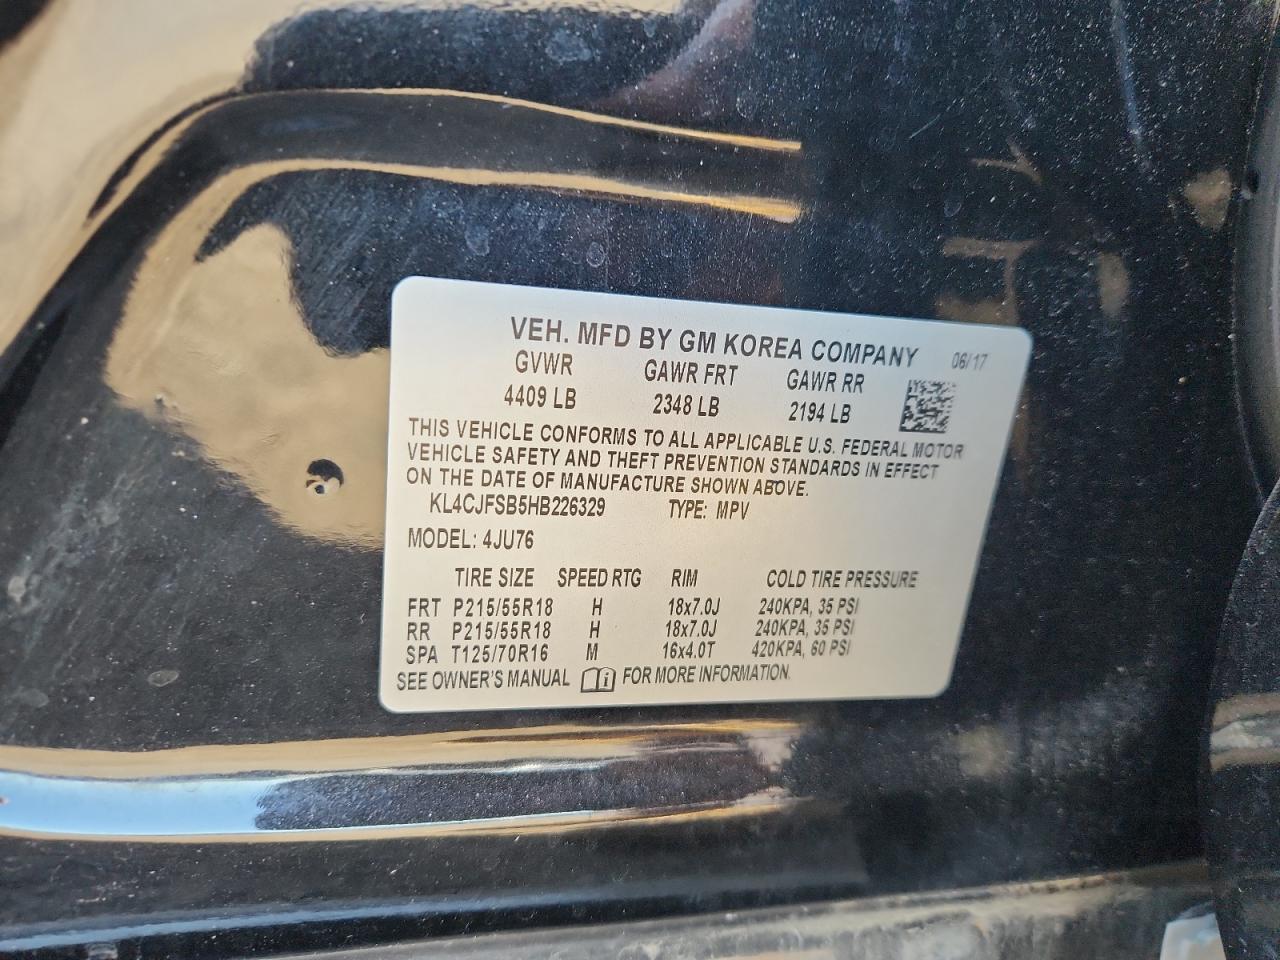 VEH. MFD BY GM KOREA COMPANY 06/17
GVWR GAWR FRT GAWR RR
4409 LB 2348 LB 2194 LB
THIS VEHICLE CONFORMS TO ALL APPLICABLE U.S. FEDERAL MOTOR
VEHICLE SAFETY AND THEFT PREVENTION STANDARDS IN EFFECT
ON THE DATE OF MANUFACTURE SHOWN ABOVE.
KL4CJFSB5HB226329 TYPE: MPV
MODEL: 4JU76
TIRE SIZE SPEED RTG RIM COLD TIRE PRESSURE
FRT P215/55R18 H 18x7.0J 240KPA, 35 PSI
RR P215/55R18 H 18x7.0J 240KPA, 35 PSI
SPA T125/70R16 M 16x4.0T 420KPA, 60 PSI
SEE OWNER'S MANUAL FOR MORE INFORMATION.